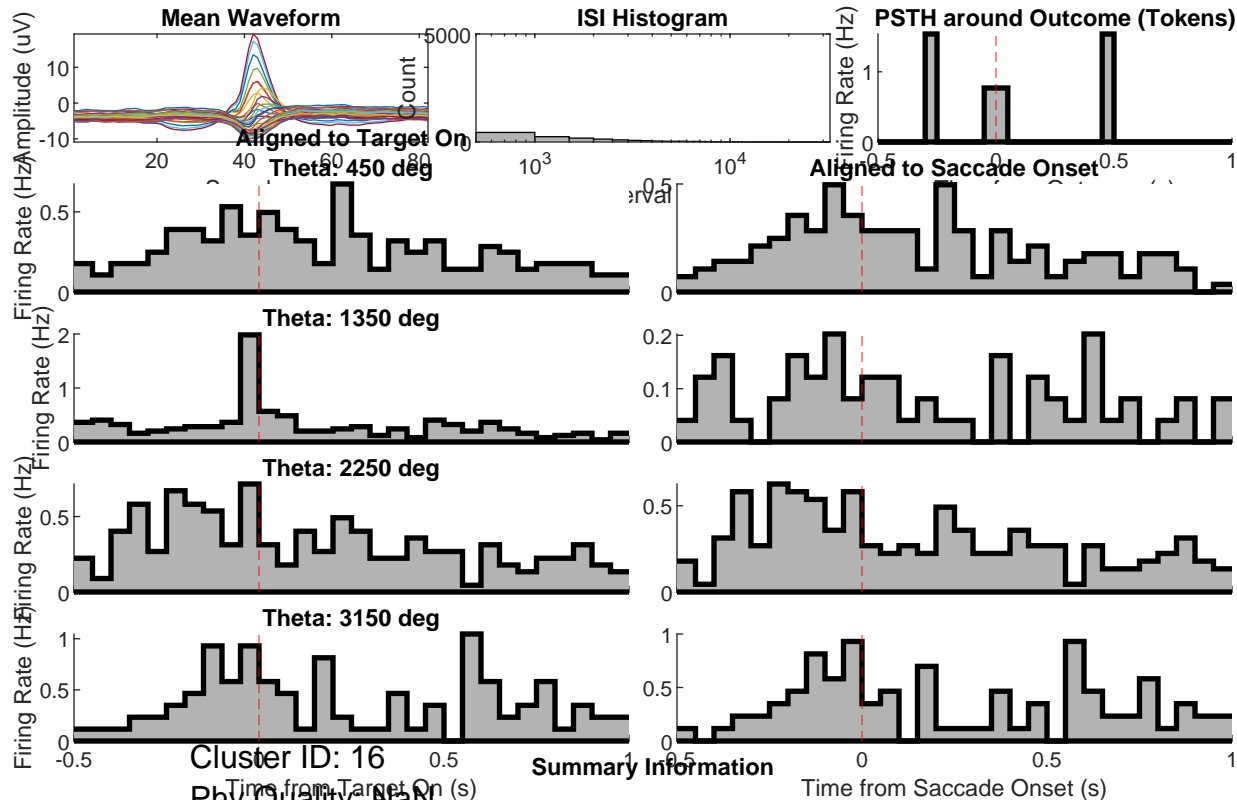 Mean Waveform
ISI Histogram
PSTH around Outcome (Tokens)
Amplitude (uV)
10
0
-10
20
40
60
80
Count
5000
0
10³
10⁴
Firing Rate (Hz)
1
0
-0.5
0
0.5
1
Aligned to Target On
Theta: 450 deg
Aligned to Saccade Onset
Firing Rate (Hz)
0.5
0
0.5
0
Theta: 1350 deg
Firing Rate (Hz)
2
1
0
0.2
0.1
0
Theta: 2250 deg
Firing Rate (Hz)
0.5
0
0.5
0
Theta: 3150 deg
Firing Rate (Hz)
1
0.5
0
1
0.5
0
-0.5
0
0.5
1
-0.5
0
0.5
1
Time from Target On (s)
Time from Saccade Onset (s)
Summary Information
Cluster ID: 16
Phy Quality: NaN